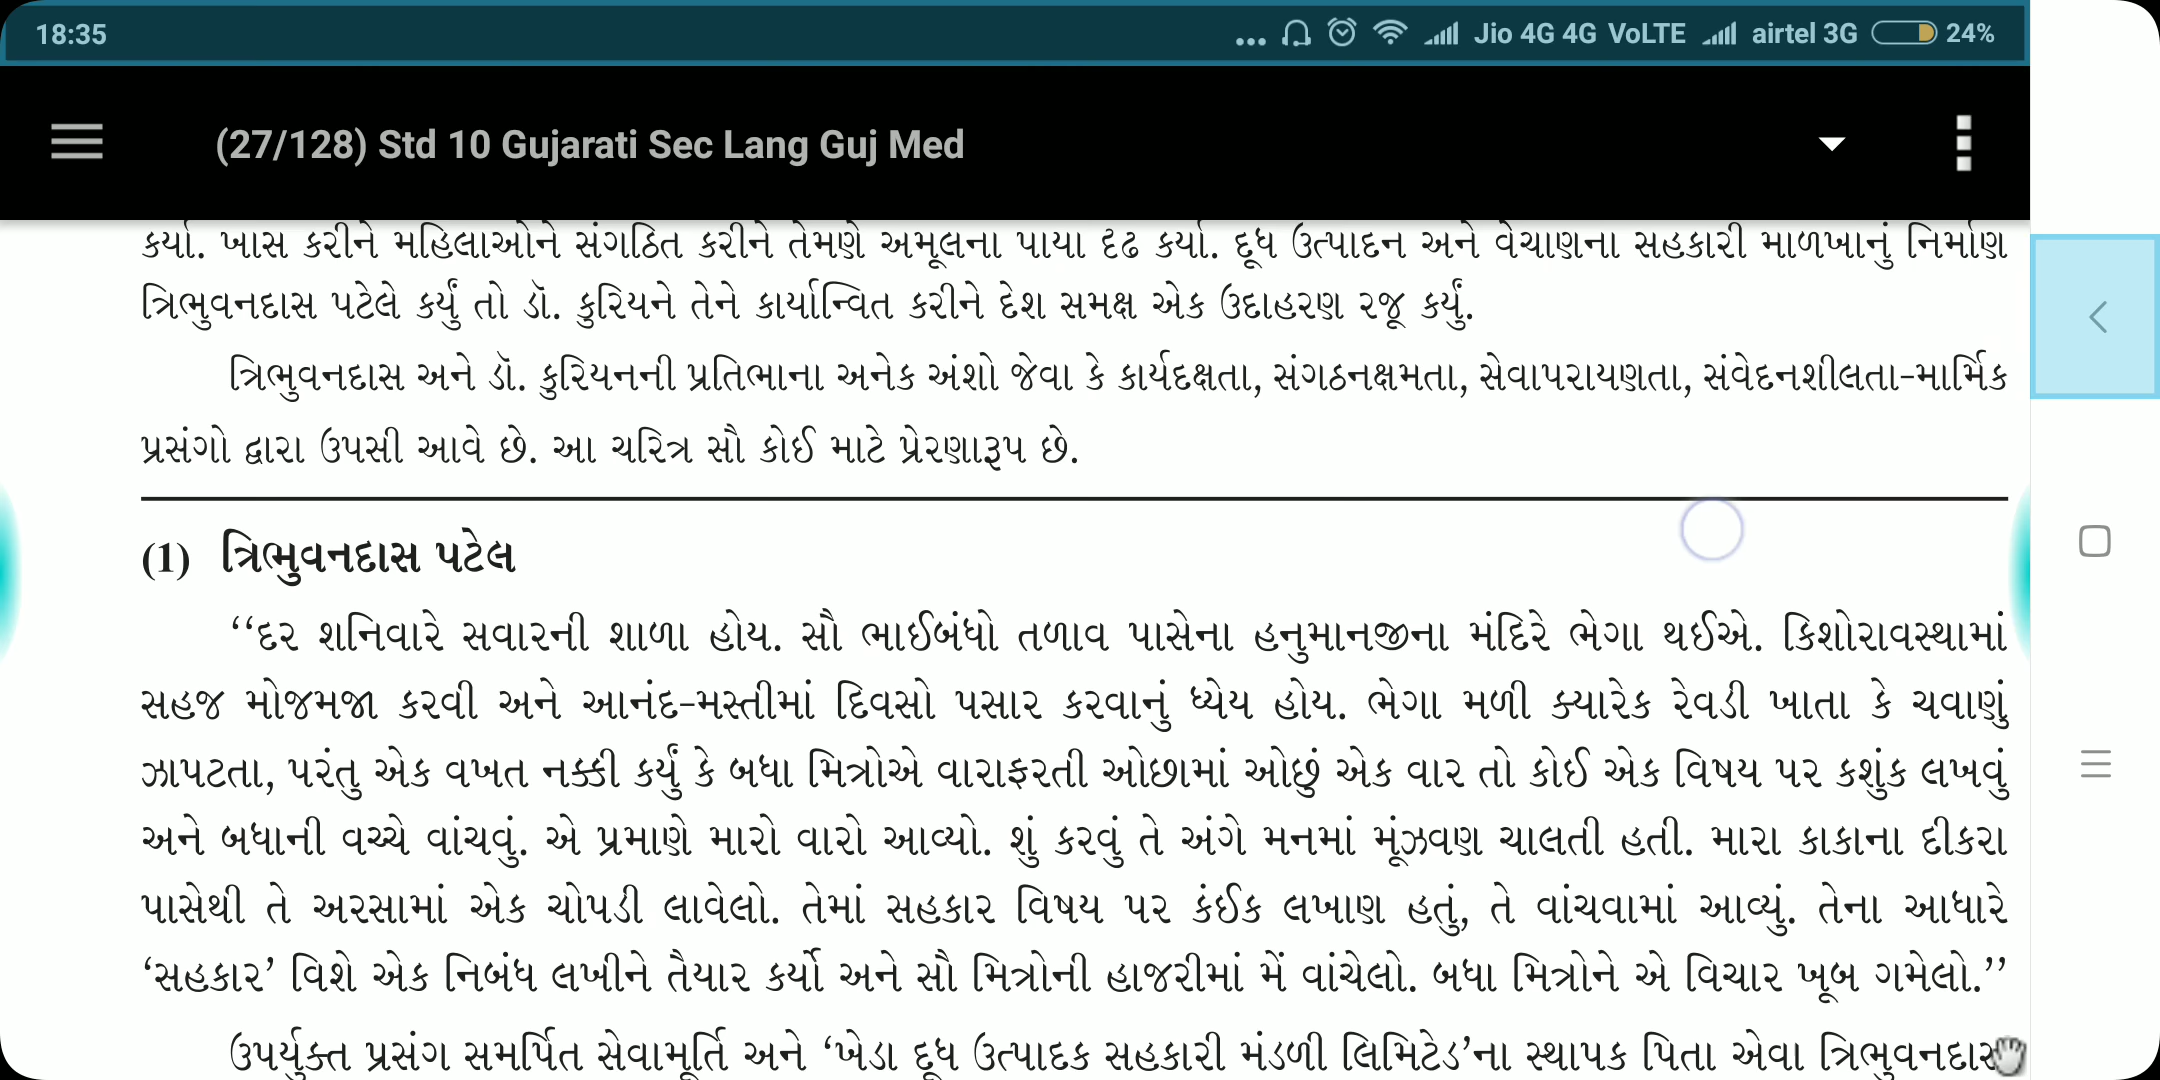 18:35
... Jio 4G 4G VoLTE airtel 3G 24%
(27/128) Std 10 Gujarati Sec Lang Guj Med
કર્યા. ખાસ કરીને મહિલાઓને સંગઠિત કરીને તેમણે અમૂલના પાયા દૃઢ કર્યા. દૂધ ઉત્પાદન અને વેચાણના સહકારી માળખાનું નિર્માણ
ત્રિભુવનદાસ પટેલે કર્યું તો ડૉ. કુરિયને તેને કાર્યાન્વિત કરીને દેશ સમક્ષ એક ઉદાહરણ રજૂ કર્યું.
ત્રિભુવનદાસ અને ડૉ. કુરિયનની પ્રતિભાના અનેક અંશો જેવા કે કાર્યદક્ષતા, સંગઠનક્ષમતા, સેવાપરાયણતા, સંવેદનશીલતા-માર્મિક
પ્રસંગો દ્વારા ઉપસી આવે છે. આ ચરિત્ર સૌ કોઈ માટે પ્રેરણારૂપ છે.
(1) ત્રિભુવનદાસ પટેલ
‘‘દર શનિવારે સવારની શાળા હોય. સૌ ભાઈબંધો તળાવ પાસેના હનુમાનજીના મંદિરે ભેગા થઈએ. કિશોરાવસ્થામાં
સહજ મોજમજા કરવી અને આનંદ-મસ્તીમાં દિવસો પસાર કરવાનું ધ્યેય હોય. ભેગા મળી ક્યારેક રેવડી ખાતા કે ચવાણું
ઝાપટતા, પરંતુ એક વખત નક્કી કર્યું કે બધા મિત્રોએ વારાફરતી ઓછામાં ઓછું એક વાર તો કોઈ એક વિષય પર કશુંક લખવું
અને બધાની વચ્ચે વાંચવું. એ પ્રમાણે મારો વારો આવ્યો. શું કરવું તે અંગે મનમાં મૂંઝવણ ચાલતી હતી. મારા કાકાના દીકરા
પાસેથી તે અરસામાં એક ચોપડી લાવેલો. તેમાં સહકાર વિષય પર કંઈક લખાણ હતું, તે વાંચવામાં આવ્યું. તેના આધારે
‘સહકાર’ વિશે એક નિબંધ લખીને તૈયાર કર્યો અને સૌ મિત્રોની હાજરીમાં મેં વાંચેલો. બધા મિત્રોને એ વિચાર ખૂબ ગમેલો.’’
ઉપર્યુક્ત પ્રસંગ સમર્પિત સેવામૂર્તિ અને ‘ખેડા દૂધ ઉત્પાદક સહકારી મંડળી લિમિટેડ’ના સ્થાપક પિતા એવા ત્રિભુવનદાસ